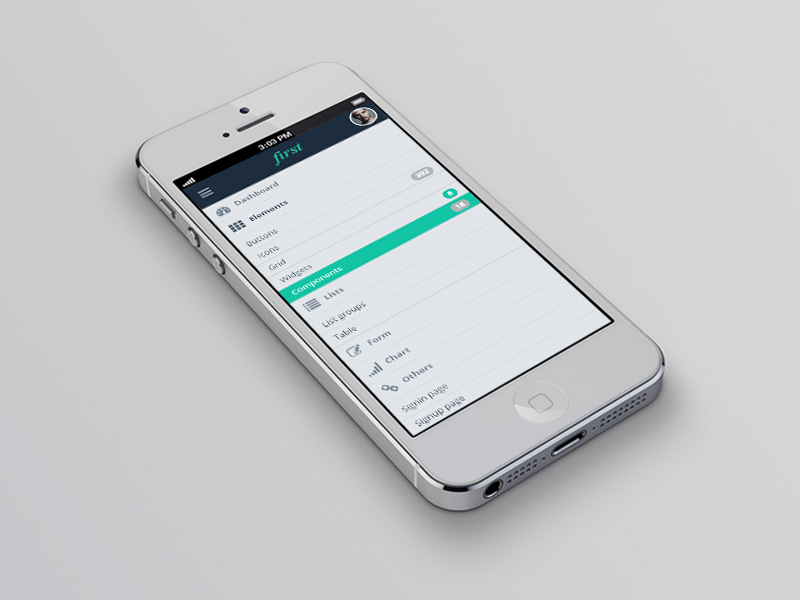 3:03 PM
first
Dashboard
Elements
Buttons
302
Icons
Grid
8
Widgets
18
Components
Lists
List groups
Table
Form
Chart
Others
Signin page
Signup page